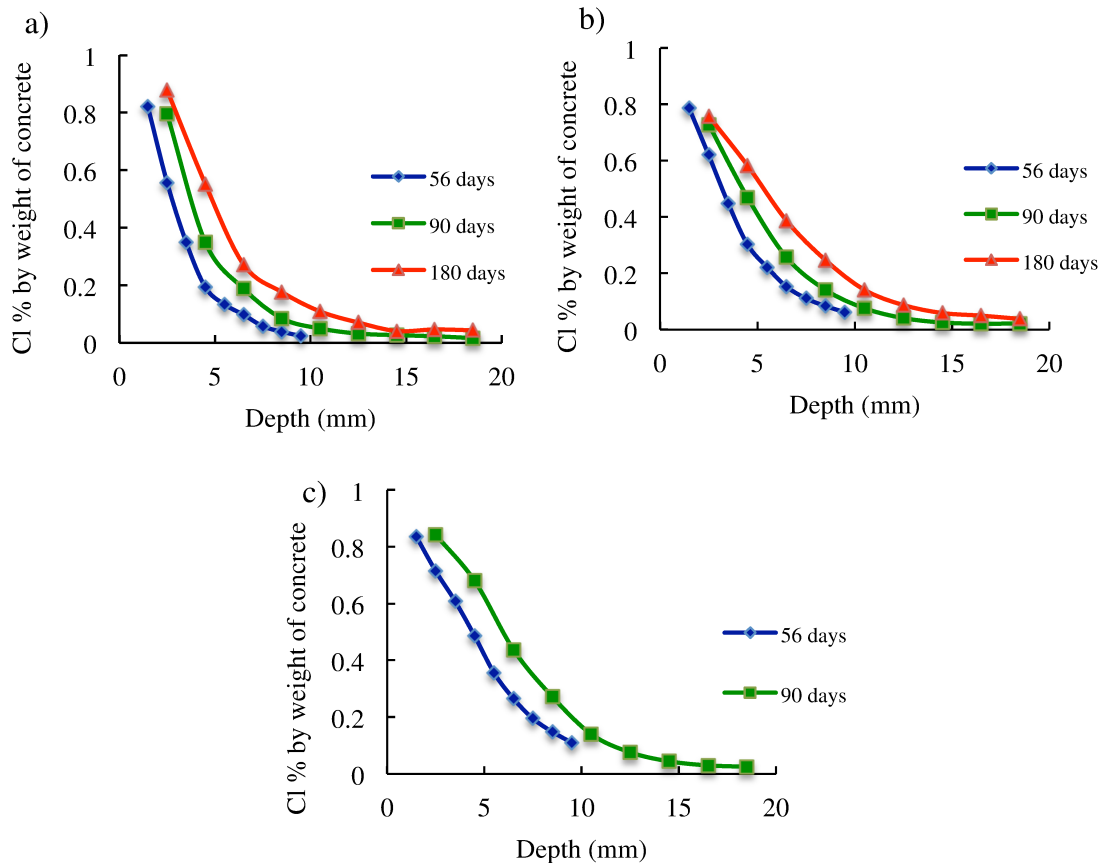 a)
Cl % by weight of concrete
1
0.8
0.6
0.4
0.2
0
0 5 10 15 20
Depth (mm)
56 days
90 days
180 days
b)
Cl % by weight of concrete
1
0.8
0.6
0.4
0.2
0
0 5 10 15 20
Depth (mm)
56 days
90 days
180 days
c)
Cl % by weight of concrete
1
0.8
0.6
0.4
0.2
0
0 5 10 15 20
Depth (mm)
56 days
90 days